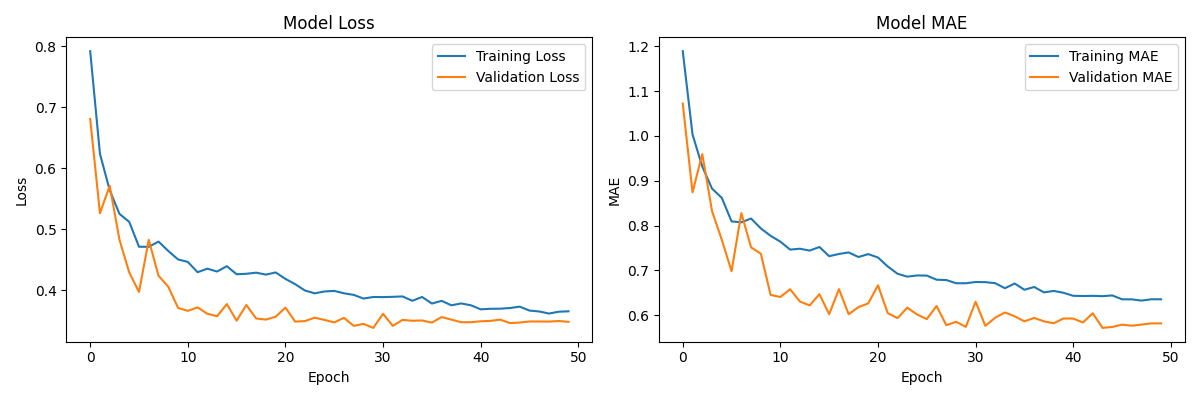 Model Loss
Training Loss
Validation Loss
0.8
0.7
0.6
0.5
0.4
Loss
0
10
20
30
40
50
Epoch
Model MAE
Training MAE
Validation MAE
1.2
1.1
1.0
0.9
0.8
0.7
0.6
MAE
0
10
20
30
40
50
Epoch